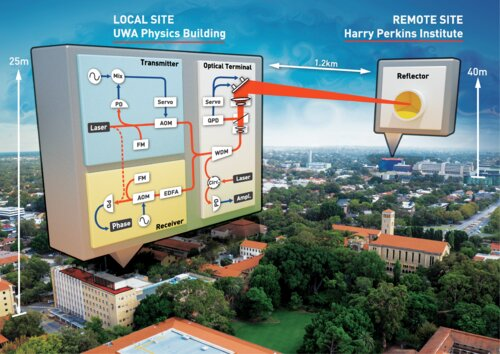 LOCAL SITE
UWA Physics Building
REMOTE SITE
Harry Perkins Institute
25m
1.2km
40m
Transmitter
Optical Terminal
Reflector
Mix
Servo
Servo
PD
QPD
Laser
AOM
FM
WDM
FM
Circ
Laser
AOM
EDFA
PD
Ampl.
Phase
Receiver